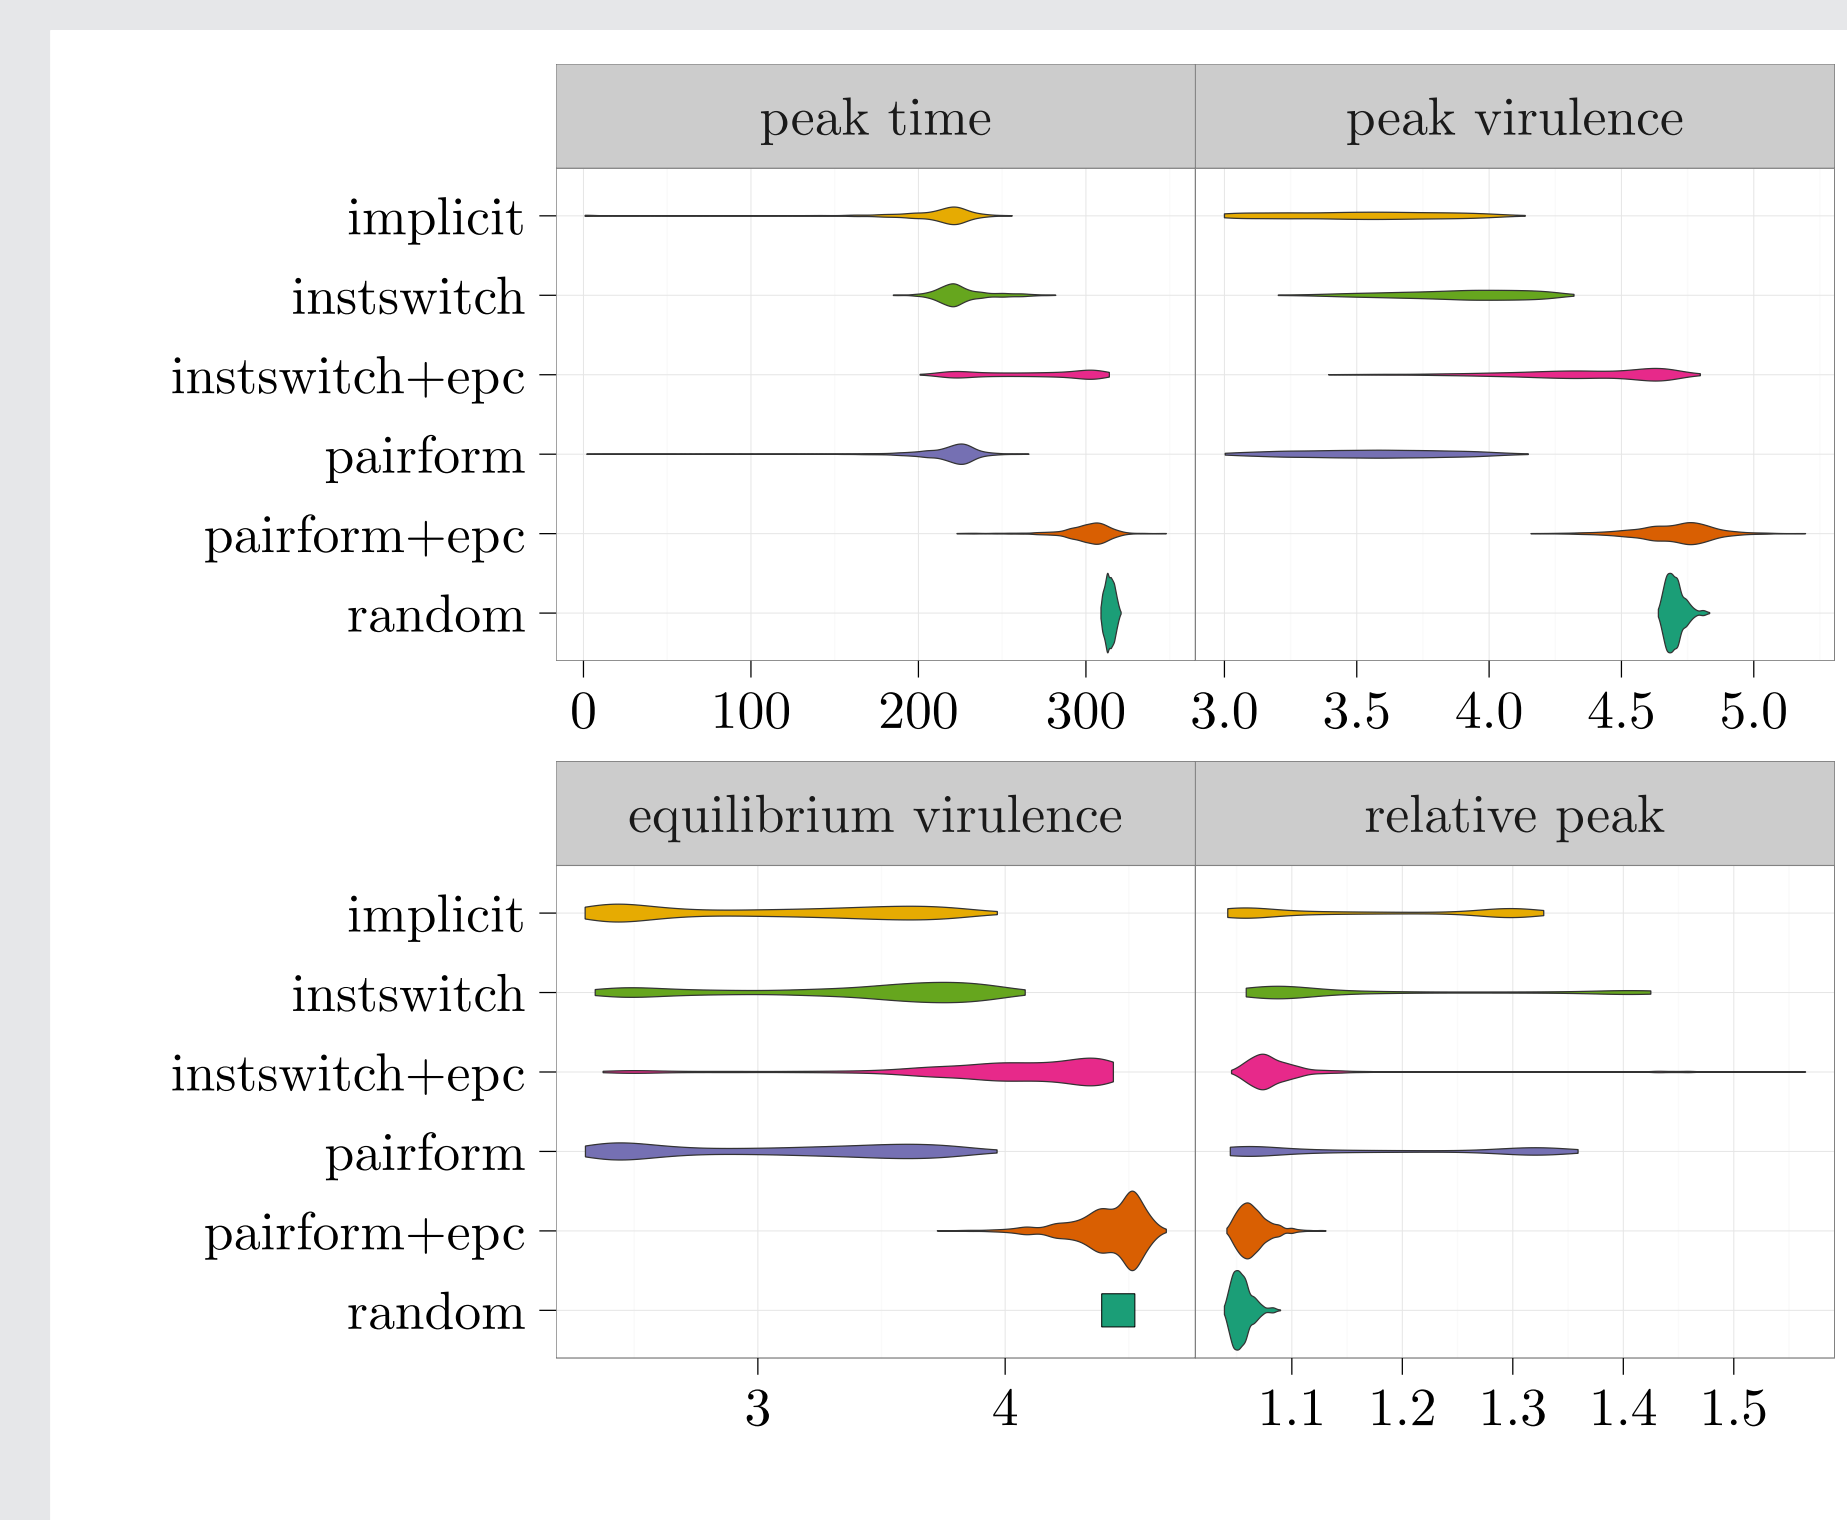 peak time peak virulence
implicit
instswitch
instswitch+epc
pairform
pairform+epc
random
0 100 200 300 3.0 3.5 4.0 4.5 5.0
equilibrium virulence relative peak
implicit
instswitch
instswitch+epc
pairform
pairform+epc
random
3 4 1.1 1.2 1.3 1.4 1.5